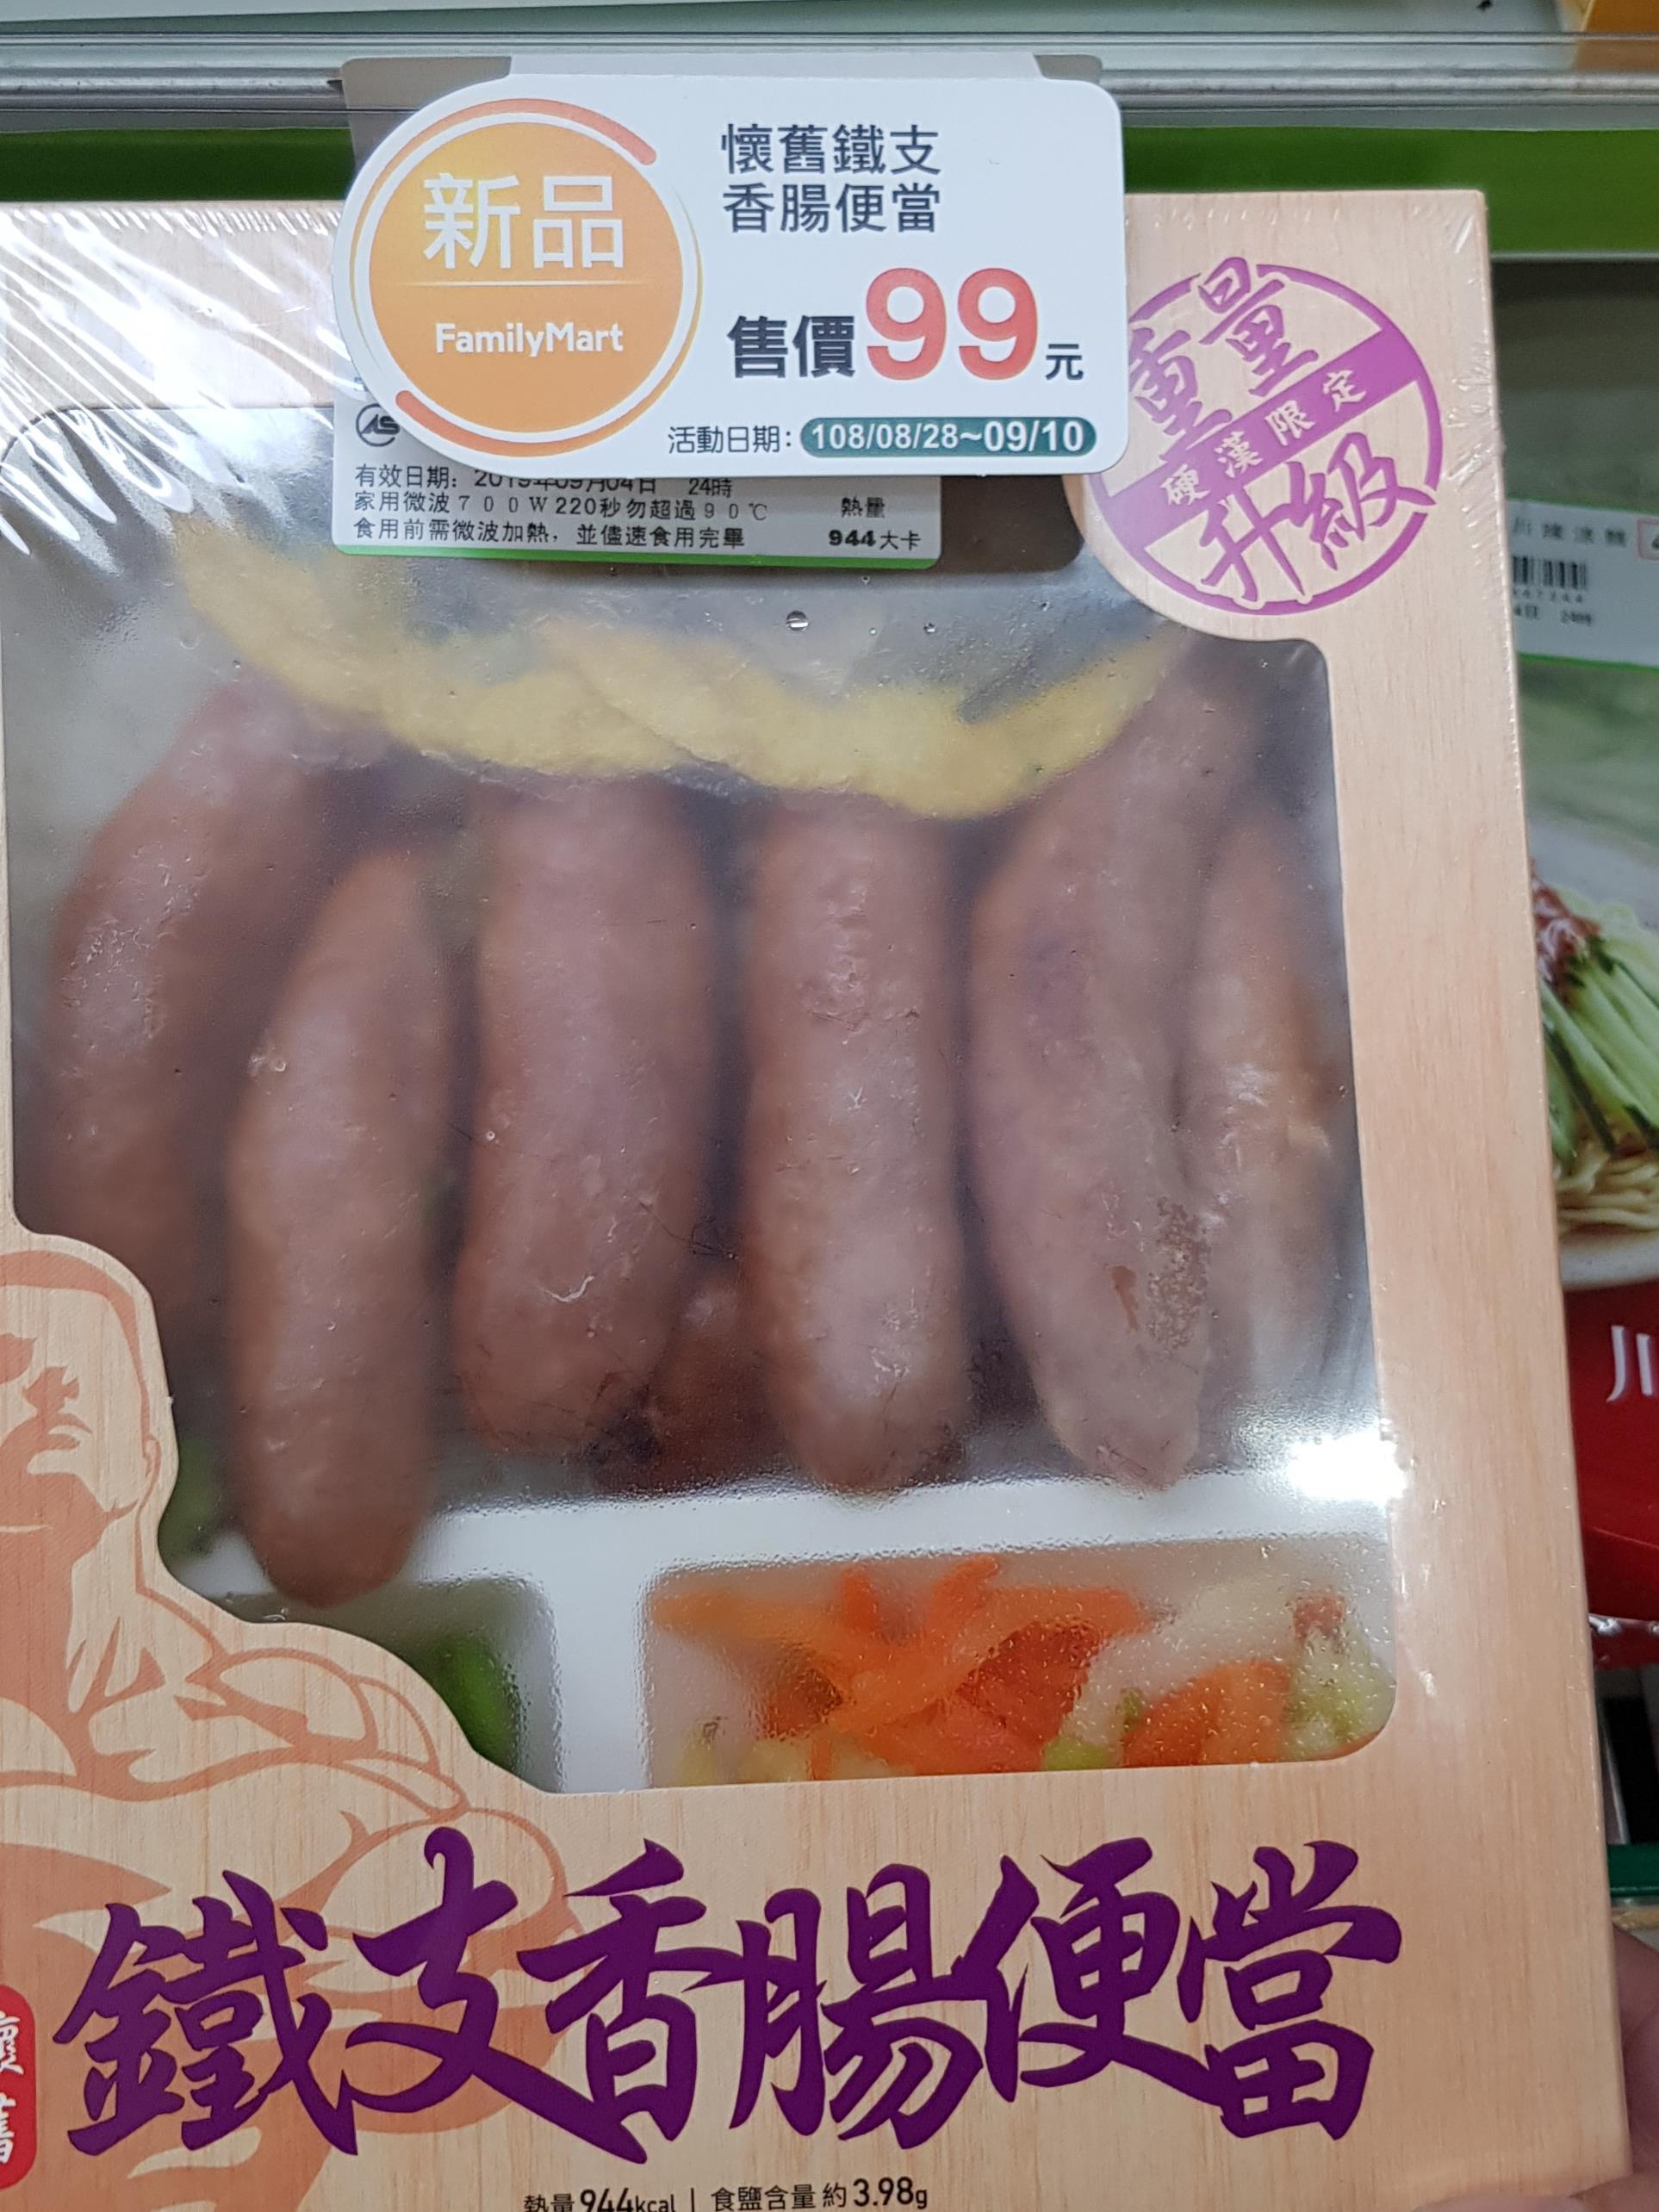 新品
FamilyMart
懷舊鐵支
香腸便當
售價99元
活動日期：108/08/28~09/10
有效日期：2019年09月04日 24時
家用微波700W220秒勿超過90℃
熱量
食用前需微波加熱，並儘速食用完畢
944大卡
重量
硬漢限定
升級
懷舊
鐵支香腸便當
熱量944kcal | 食鹽含量約3.98g
川